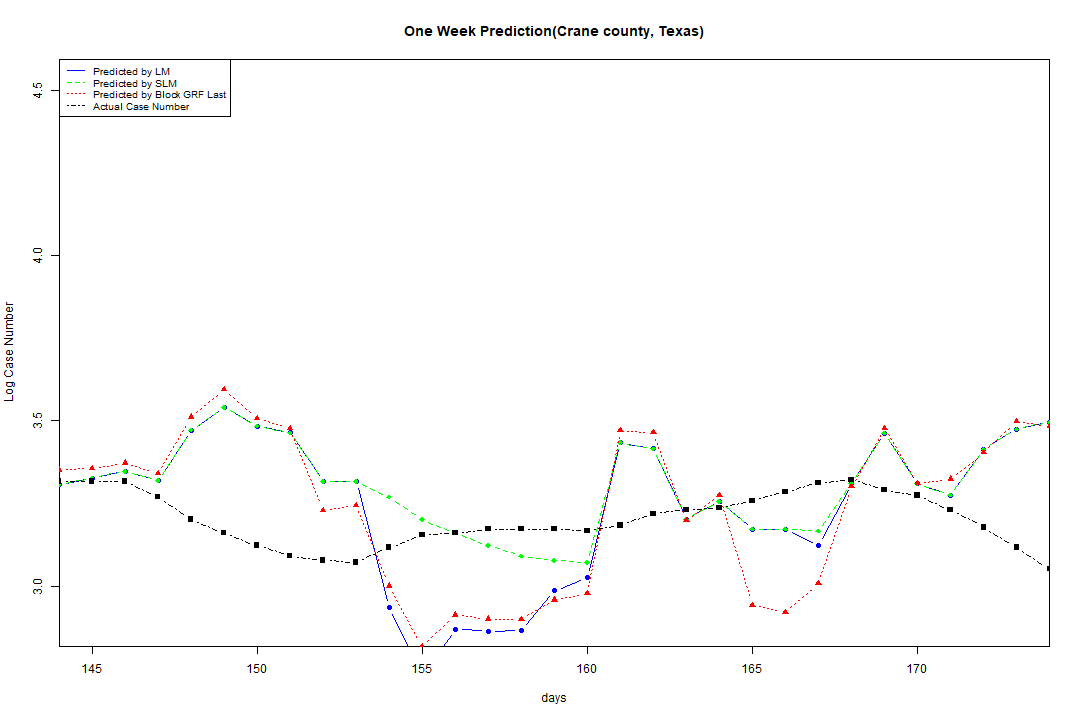 One Week Prediction(Crane county, Texas)
Predicted by LM
Predicted by SLM
Predicted by Block GRF Last
Actual Case Number
4.5
4.0
3.5
3.0
Log Case Number
145 150 155 160 165 170
days